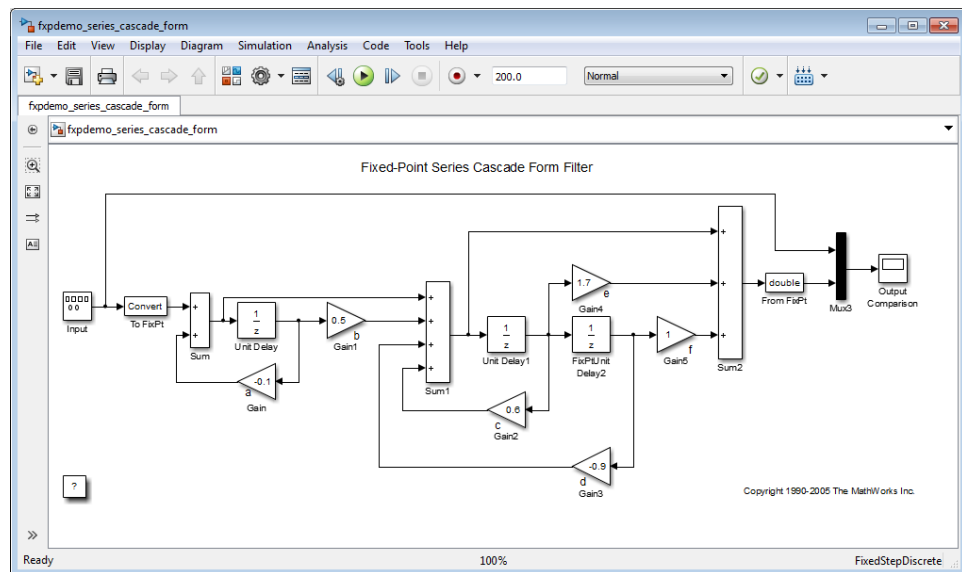 fxpdemo_series_cascade_form
File Edit View Display Diagram Simulation Analysis Code Tools Help
200.0
Normal
fxpdemo_series_cascade_form
fxpdemo_series_cascade_form
Fixed-Point Series Cascade Form Filter
Input
Convert
To FixPt
+
+
Sum
1
z
Unit Delay
0.5
b
Gain1
-0.1
a
Gain
+
+
+
+
Sum1
1
z
Unit Delay1
1.7
e
Gain4
1
z
FixPtUnit
Delay2
1
f
Gain5
0.6
c
Gain2
-0.9
d
Gain3
+
+
+
Sum2
double
From FixPt
Mux3
Output
Comparison
?
Copyright 1990-2005 The MathWorks Inc.
Ready
100%
FixedStepDiscrete